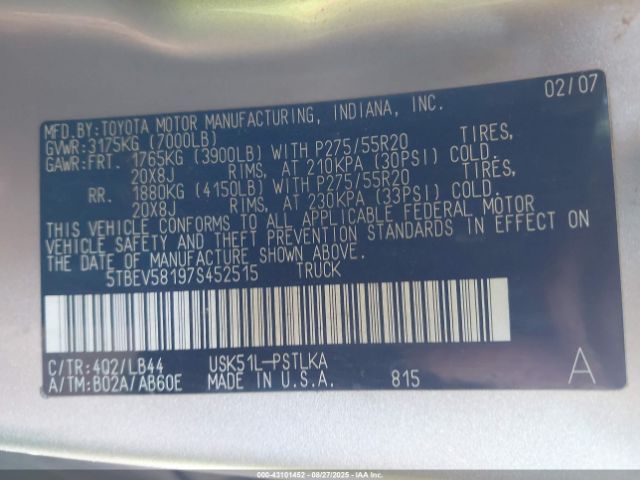 MFD.BY:TOYOTA MOTOR MANUFACTURING, INDIANA, INC. 02/07
GVWR:3175KG (7000LB)
GAWR:FRT. 1765KG (3900LB) WITH P275/55R20 TIRES,
20X8J RIMS, AT 210KPA (30PSI) COLD.
RR. 1880KG (4150LB) WITH P275/55R20 TIRES,
20X8J RIMS, AT 230KPA (33PSI) COLD.
THIS VEHICLE CONFORMS TO ALL APPLICABLE FEDERAL MOTOR
VEHICLE SAFETY AND THEFT PREVENTION STANDARDS IN EFFECT ON
THE DATE OF MANUFACTURE SHOWN ABOVE.
5TBEV58197S452515 TRUCK
C/TR:4Q2/LB44 USK51L-PSTLKA
A/TM:B02A/AB60E MADE IN U.S.A. 815 A
000-43101452 - 08/27/2025 - IAAI.COM